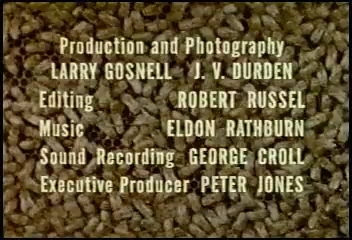 Production and Photography
LARRY GOSNELL J. V. DURDEN
Editing ROBERT RUSSEL
Music ELDON RATHBURN
Sound Recording GEORGE CROLL
Executive Producer PETER JONES